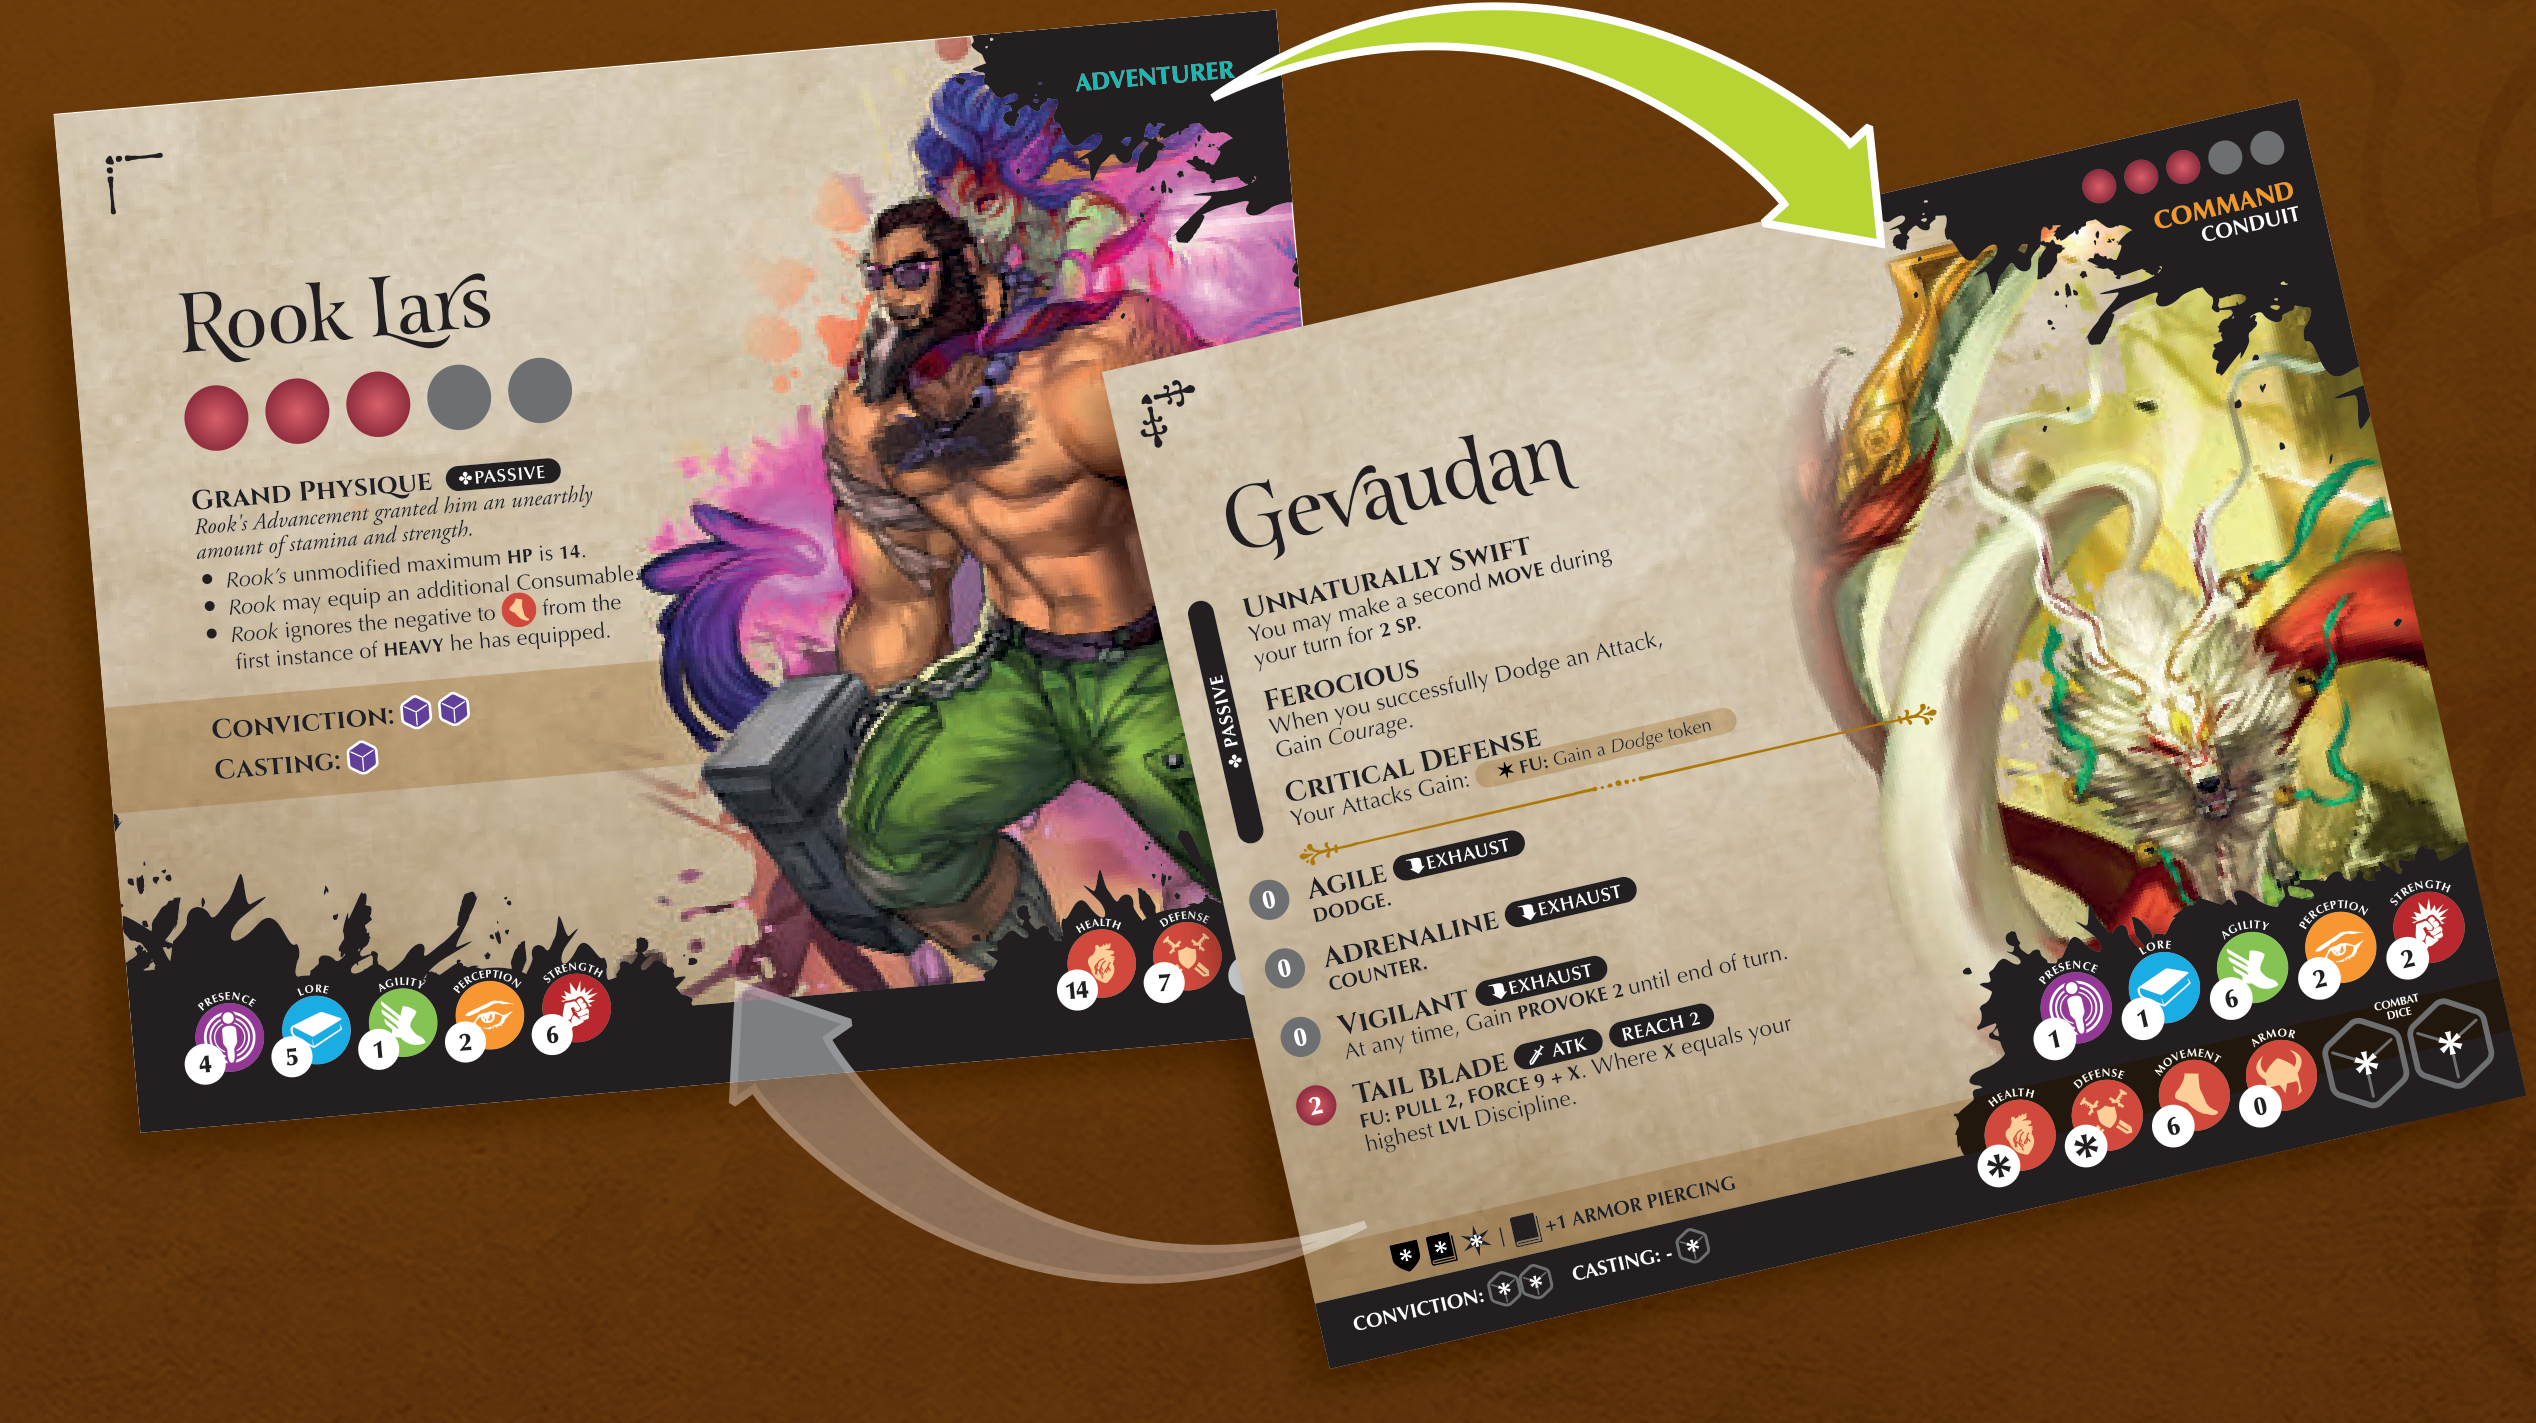 ADVENTURER
Rook Lars
GRAND PHYSIQUE PASSIVE
Rook's Advancement granted him an unearthly
amount of stamina and strength.
• Rook's unmodified maximum HP is 14.
• Rook may equip an additional Consumable.
• Rook ignores the negative to from the
first instance of HEAVY he has equipped.
CONVICTION:
CASTING:
PRESENCE 4
LORE 5
AGILITY 1
PERCEPTION 2
STRENGTH 6
HEALTH 14
DEFENSE 7
COMMAND
CONDUIT
Gevaudan
PASSIVE
UNNATURALLY SWIFT
You may make a second MOVE during
your turn for 2 SP.
FEROCIOUS
When you successfully Dodge an Attack,
Gain Courage.
CRITICAL DEFENSE
Your Attacks Gain: FU: Gain a Dodge token
0 AGILE EXHAUST
DODGE.
0 ADRENALINE EXHAUST
COUNTER.
0 VIGILANT EXHAUST
At any time, Gain PROVOKE 2 until end of turn.
2 TAIL BLADE ATK REACH 2
FU: PULL 2, FORCE 9 + X. Where X equals your
highest LVL Discipline.
* * * | +1 ARMOR PIERCING
CONVICTION: * * CASTING: - *
PRESENCE 1
LORE 1
AGILITY 6
PERCEPTION 2
STRENGTH 2
HEALTH *
DEFENSE *
MOVEMENT 6
ARMOR 0
COMBAT
DICE
* *